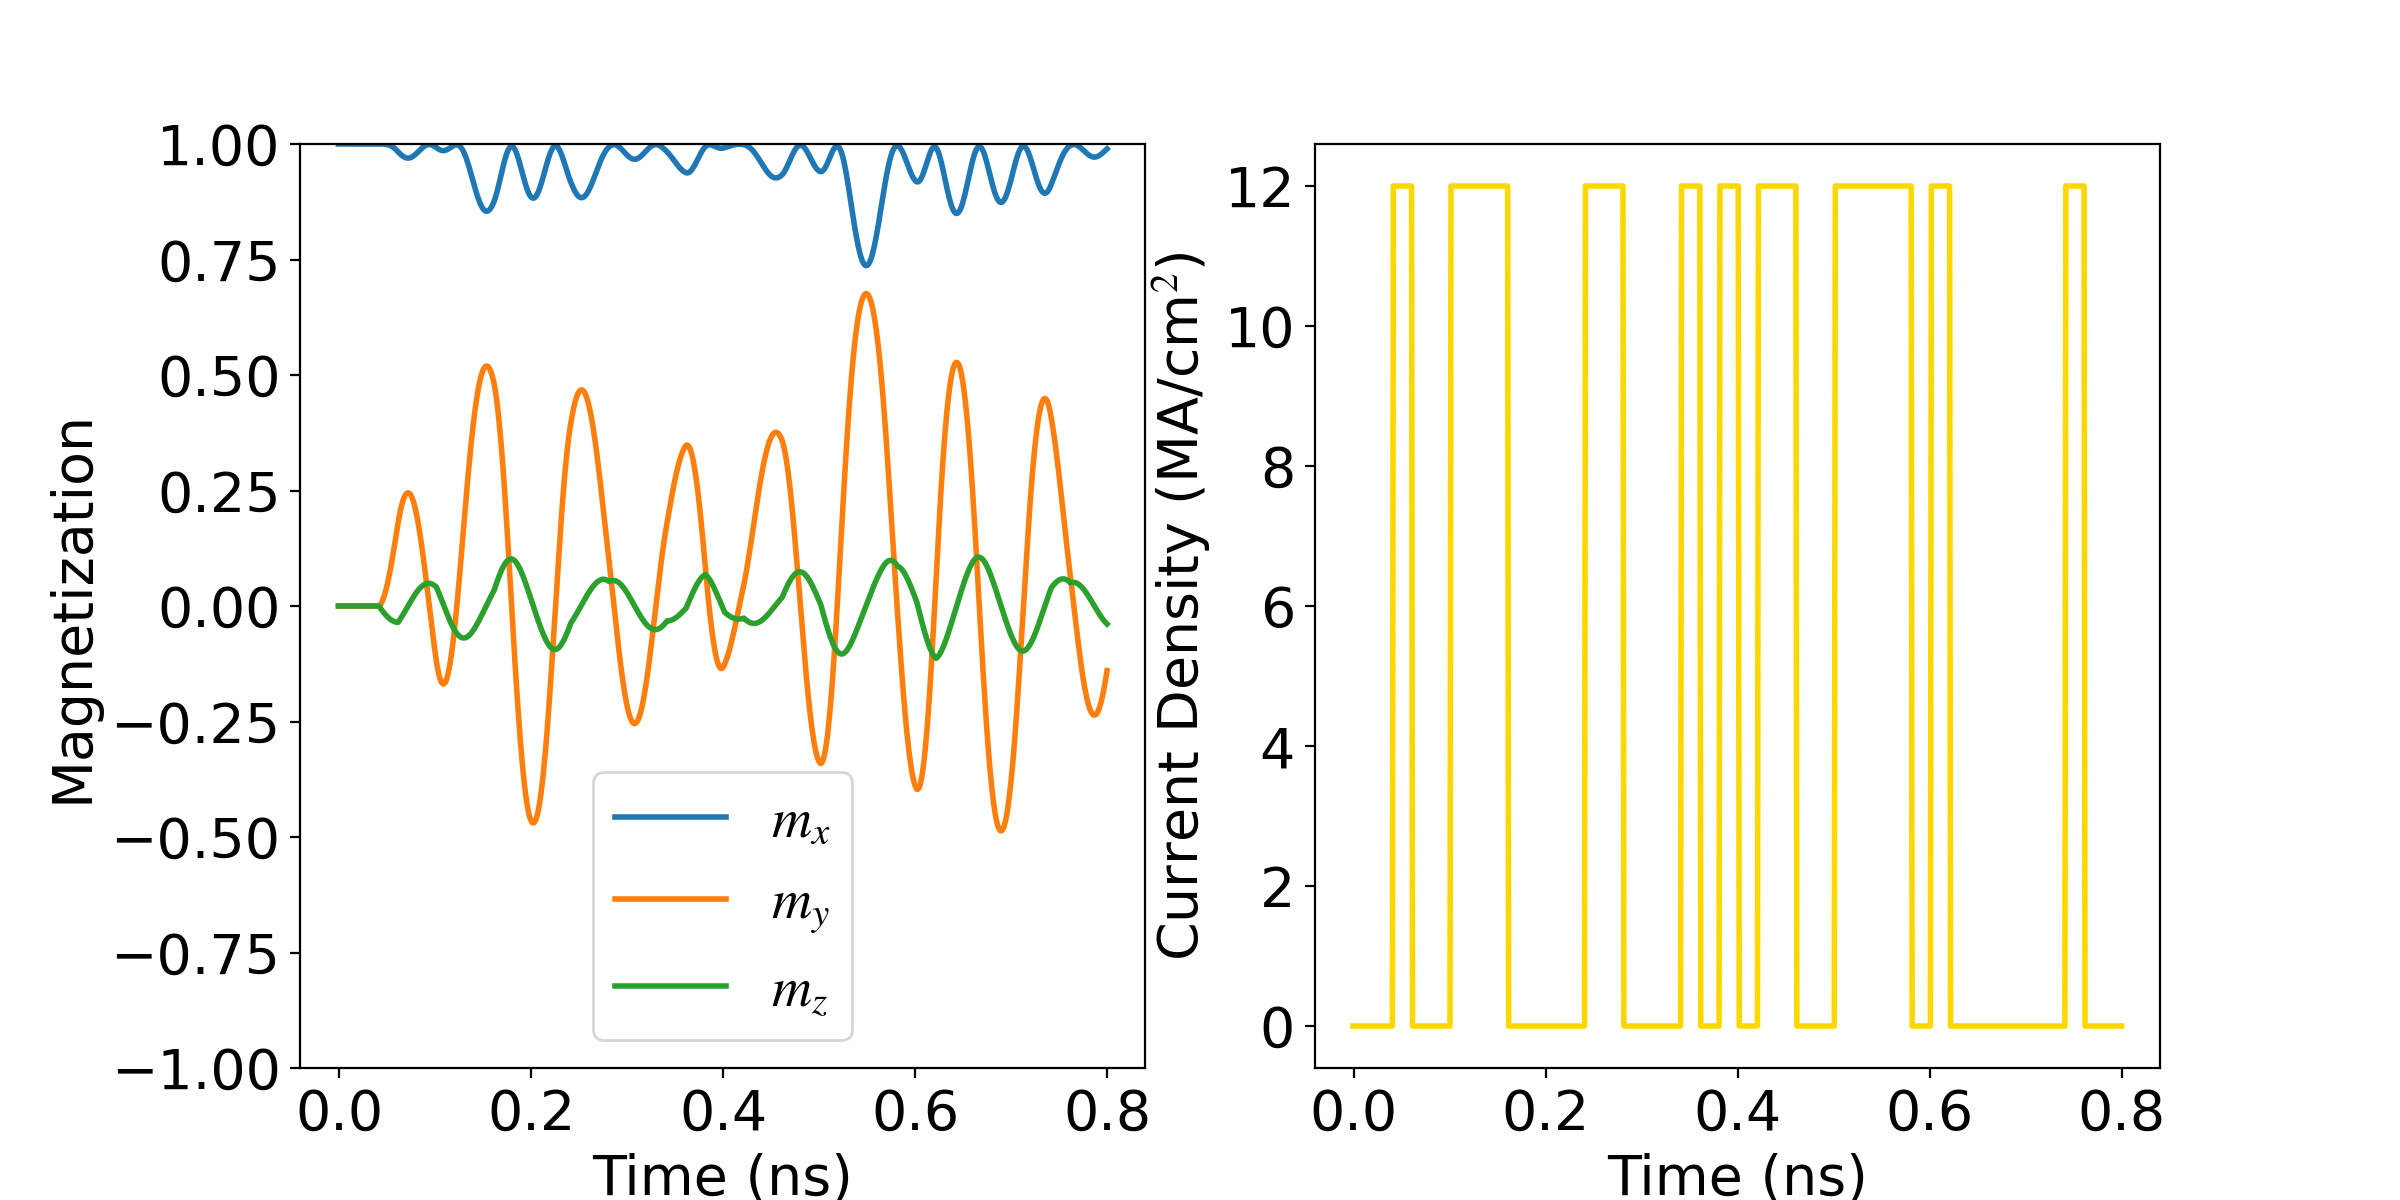 Magnetization
1.00
0.75
0.50
0.25
0.00
−0.25
−0.50
−0.75
−1.00
0.0 0.2 0.4 0.6 0.8
Time (ns)
m_x
m_y
m_z
Current Density (MA/cm²)
12
10
8
6
4
2
0
0.0 0.2 0.4 0.6 0.8
Time (ns)